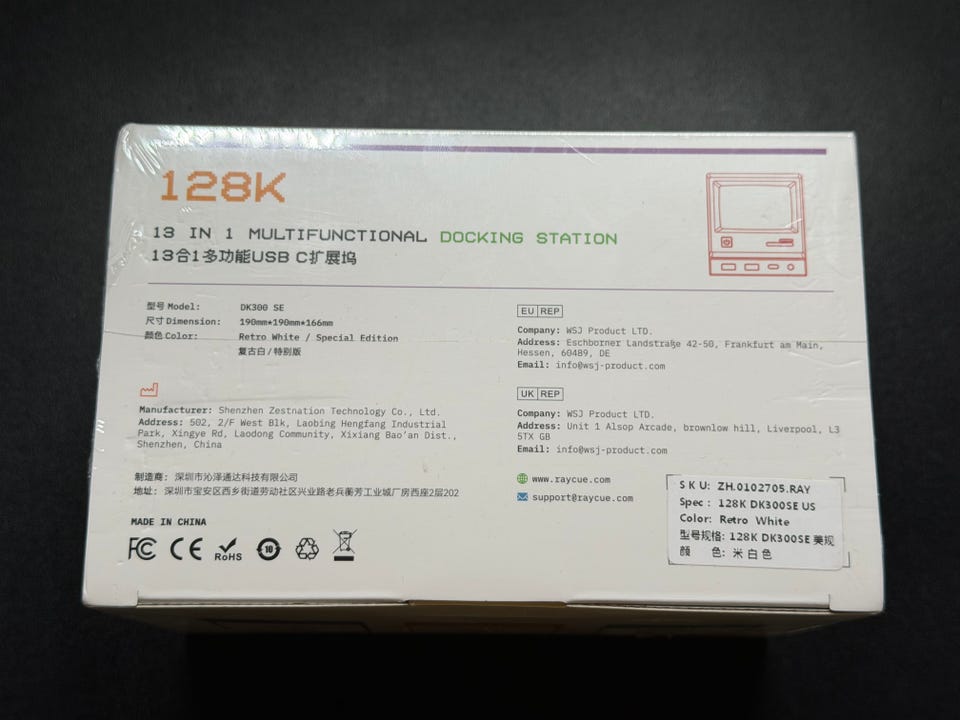 128K
13 IN 1 MULTIFUNCTIONAL DOCKING STATION
13合1多功能USB C扩展坞
型号 Model: DK300 SE
尺寸 Dimension: 190mm*190mm*166mm
颜色 Color: Retro White / Special Edition
复古白/特别版
Manufacturer: Shenzhen Zestnation Technology Co., Ltd.
Address: 502, 2/F West Blk, Laobing Hengfang Industrial
Park, Xingye Rd, Laodong Community, Xixiang Bao'an Dist.,
Shenzhen, China
制造商: 深圳市沁泽通达科技有限公司
地址: 深圳市宝安区西乡街道劳动社区兴业路老兵蘅芳工业城厂房西座2层202
MADE IN CHINA
FC CE RoHS 10
EU REP
Company: WSJ Product LTD.
Address: Eschborner Landstraße 42-50, Frankfurt am Main,
Hessen, 60489, DE
Email: info@wsj-product.com
UK REP
Company: WSJ Product LTD.
Address: Unit 1 Alsop Arcade, brownlow hill, Liverpool, L3
5TX GB
Email: info@wsj-product.com
www.raycue.com
support@raycue.com
S K U: ZH.0102705.RAY
Spec : 128K DK300SE US
Color: Retro White
型号规格: 128K DK300SE 美规
颜 色: 米 白 色